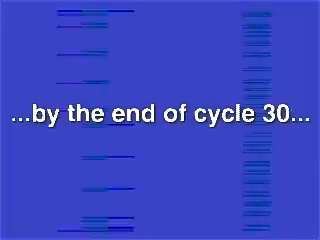 ...by the end of cycle 30...